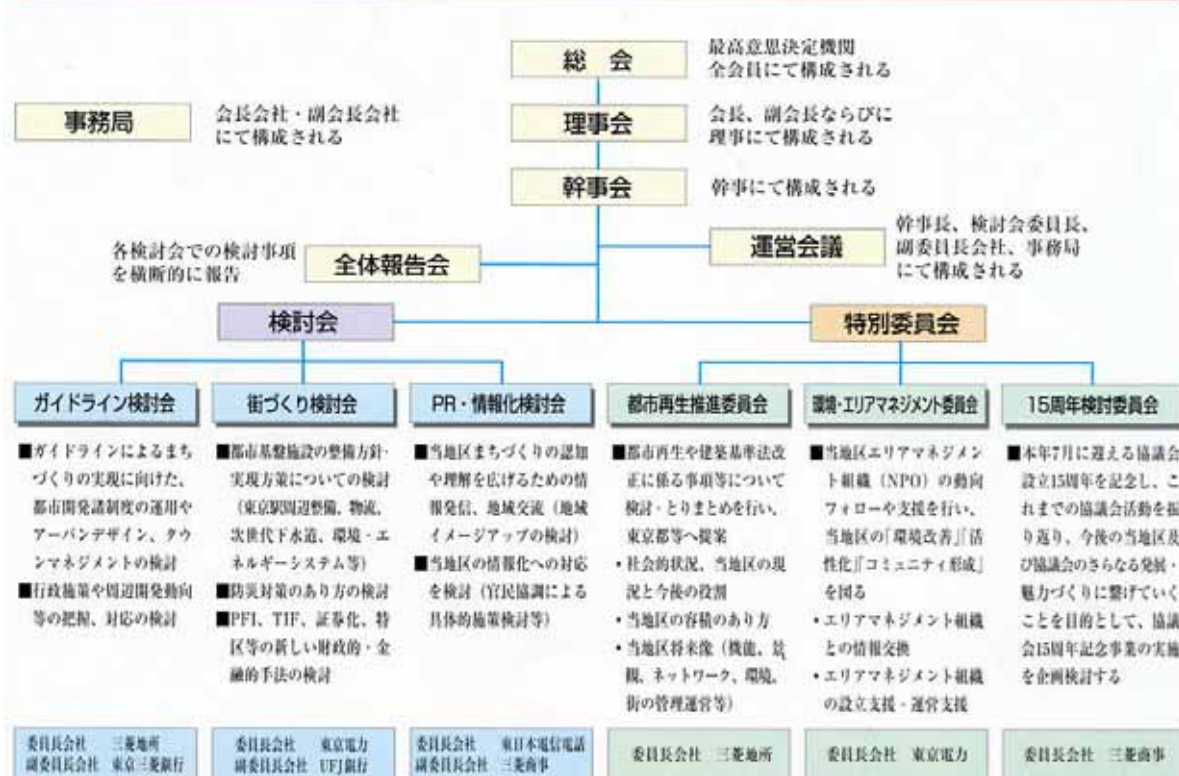 総 会
最高意思決定機関
全会員にて構成される
事務局
会長会社・副会長会社
にて構成される
理事会
会長、副会長ならびに
理事にて構成される
幹事会
幹事にて構成される
運営会議
幹事長、検討会委員長、
副委員長会社、事務局
にて構成される
各検討会での検討事項
を横断的に報告
全体報告会
検討会
特別委員会
ガイドライン検討会
■ガイドラインによるまち
づくりの実現に向けた、
都市開発諸制度の運用や
アーバンデザイン、タウ
ンマネジメントの検討
■行政施策や周辺開発動向
等の把握、対応の検討
委員長会社 三菱地所
副委員長会社 東京三菱銀行
街づくり検討会
■都市基盤施設の整備方針・
実現方策についての検討
（東京駅周辺整備、物流、
次世代下水道、環境・エ
ネルギーシステム等）
■防災対策のあり方の検討
■PFI、TIF、証券化、特
区等の新しい財政的・金
融的手法の検討
委員長会社 東京電力
副委員長会社 UFJ銀行
PR・情報化検討会
■当地区まちづくりの認知
や理解を広げるための情
報発信、地域交流（地域
イメージアップの検討）
■当地区の情報化への対応
を検討（官民協調による
具体的施策検討等）
委員長会社 東日本電信電話
副委員長会社 三菱商事
都市再生推進委員会
■都市再生や建築基準法改
正に係る事項等について
検討・とりまとめを行い、
東京都等へ提案
・社会的状況、当地区の現
況と今後の役割
・当地区の容積のあり方
・当地区将来像（機能、景
観、ネットワーク、環境、
街の管理運営等）
委員長会社 三菱地所
環境・エリアマネジメント委員会
■当地区エリアマネジメン
ト組織（NPO）の動向
フォローや支援を行い、
当地区の「環境改善」「活
性化」「コミュニティ形成」
を図る
・エリアマネジメント組織
との情報交換
・エリアマネジメント組織
の設立支援・運営支援
委員長会社 東京電力
15周年検討委員会
■本年7月に迎える協議会
設立15周年を記念し、こ
れまでの協議会活動を振
り返り、今後の当地区及
び協議会のさらなる発展・
魅力づくりに繋げていく
ことを目的として、協議
会15周年記念事業の実施
を企画検討する
委員長会社 三菱商事